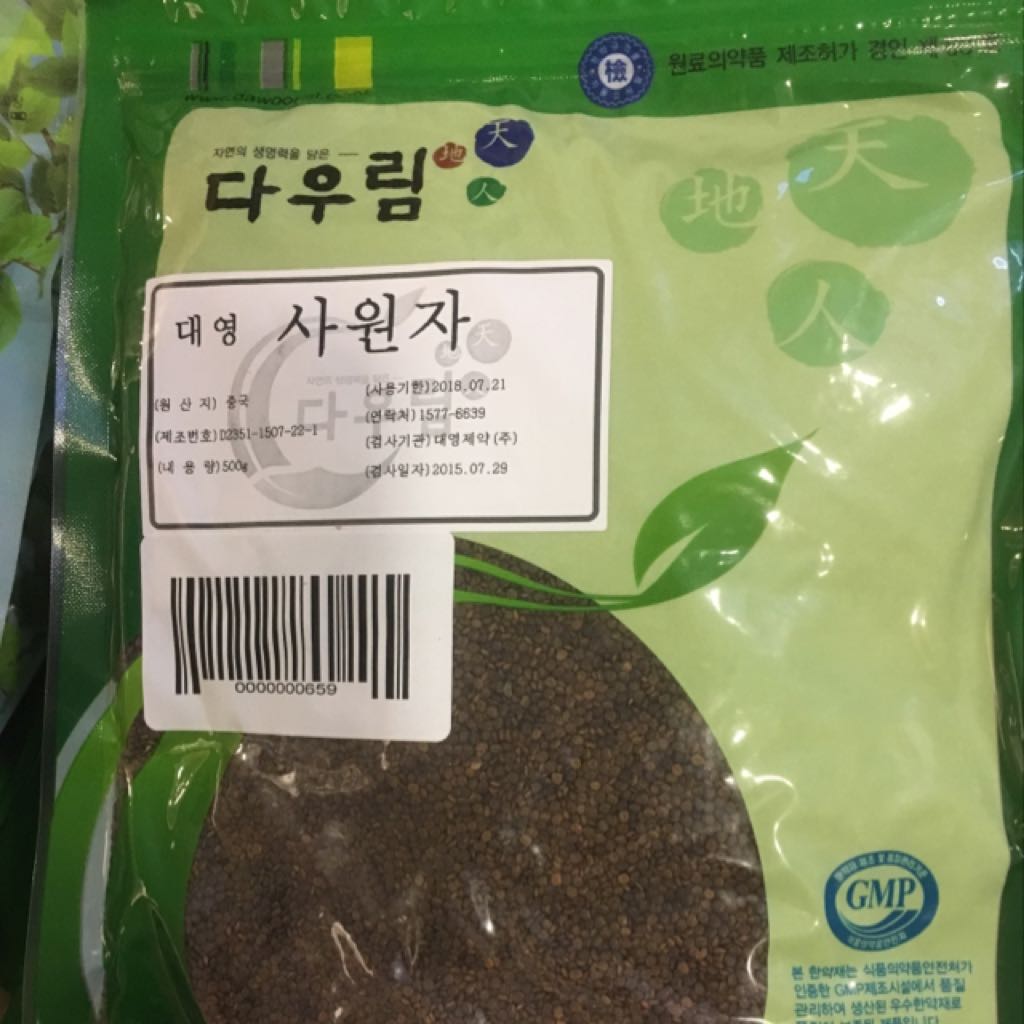 檢
원료의약품 제조허가 경인
자연의 생명력을 담은
다우림
地
天
人
地
天
人
대영 사원자
(원 산 지) 중국
(제조번호) D2351-1507-22-1
(내 용 량) 500g
(사용기한) 2018.07.21
(연락처) 1577-6639
(검사기관) 대영제약 (주)
(검사일자) 2015.07.29
0000000659
GMP
본 한약재는 식품의약품안전처가
인증한 GMP제조시설에서 품질
관리하여 생산된 우수한약재로